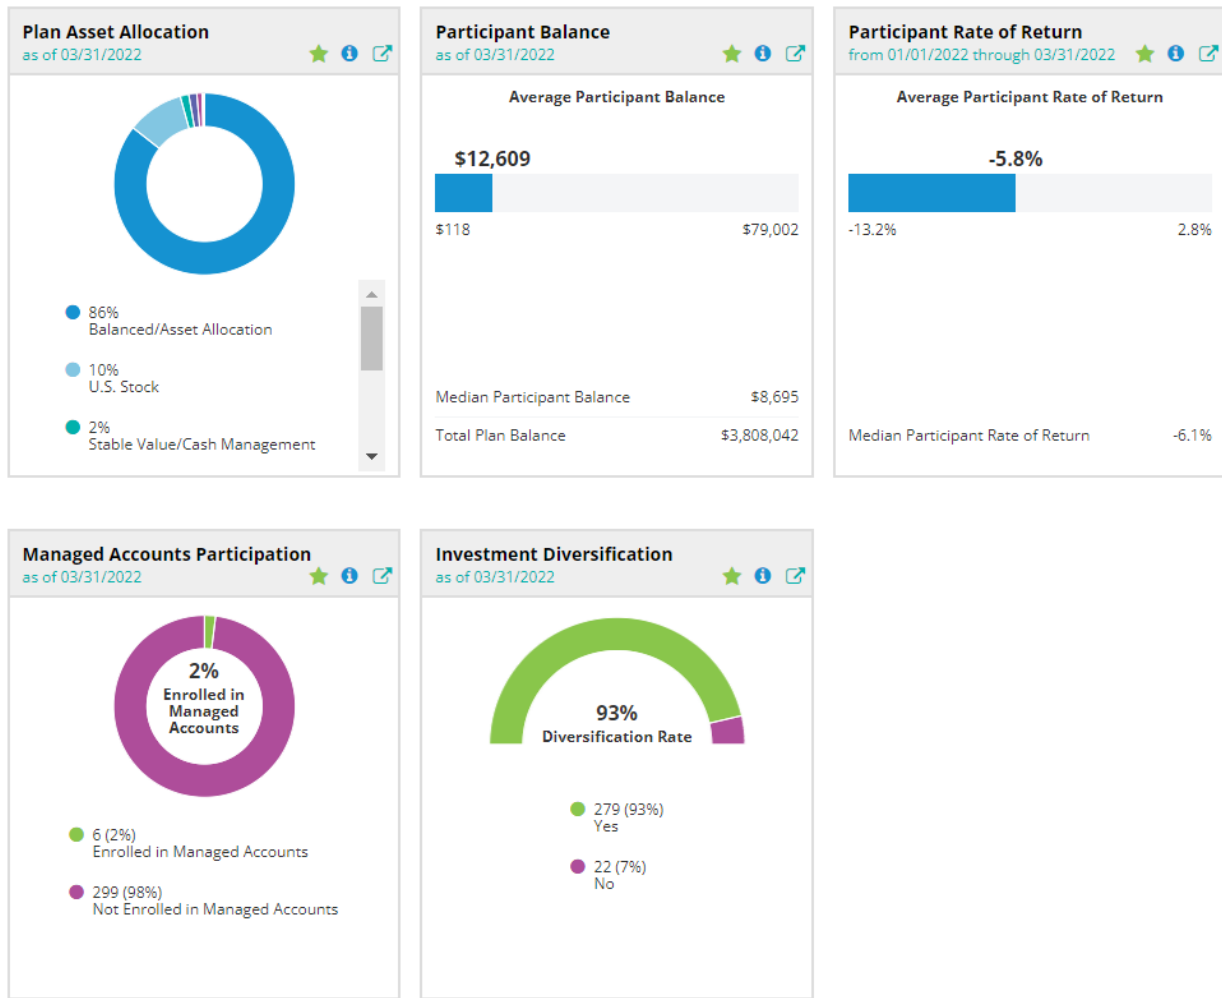 Plan Asset Allocation
as of 03/31/2022
86%
Balanced/Asset Allocation
10%
U.S. Stock
2%
Stable Value/Cash Management
Participant Balance
as of 03/31/2022
Average Participant Balance
$12,609
$118 $79,002
Median Participant Balance $8,695
Total Plan Balance $3,808,042
Participant Rate of Return
from 01/01/2022 through 03/31/2022
Average Participant Rate of Return
-5.8%
-13.2% 2.8%
Median Participant Rate of Return -6.1%
Managed Accounts Participation
as of 03/31/2022
2%
Enrolled in
Managed
Accounts
6 (2%)
Enrolled in Managed Accounts
299 (98%)
Not Enrolled in Managed Accounts
Investment Diversification
as of 03/31/2022
93%
Diversification Rate
279 (93%)
Yes
22 (7%)
No